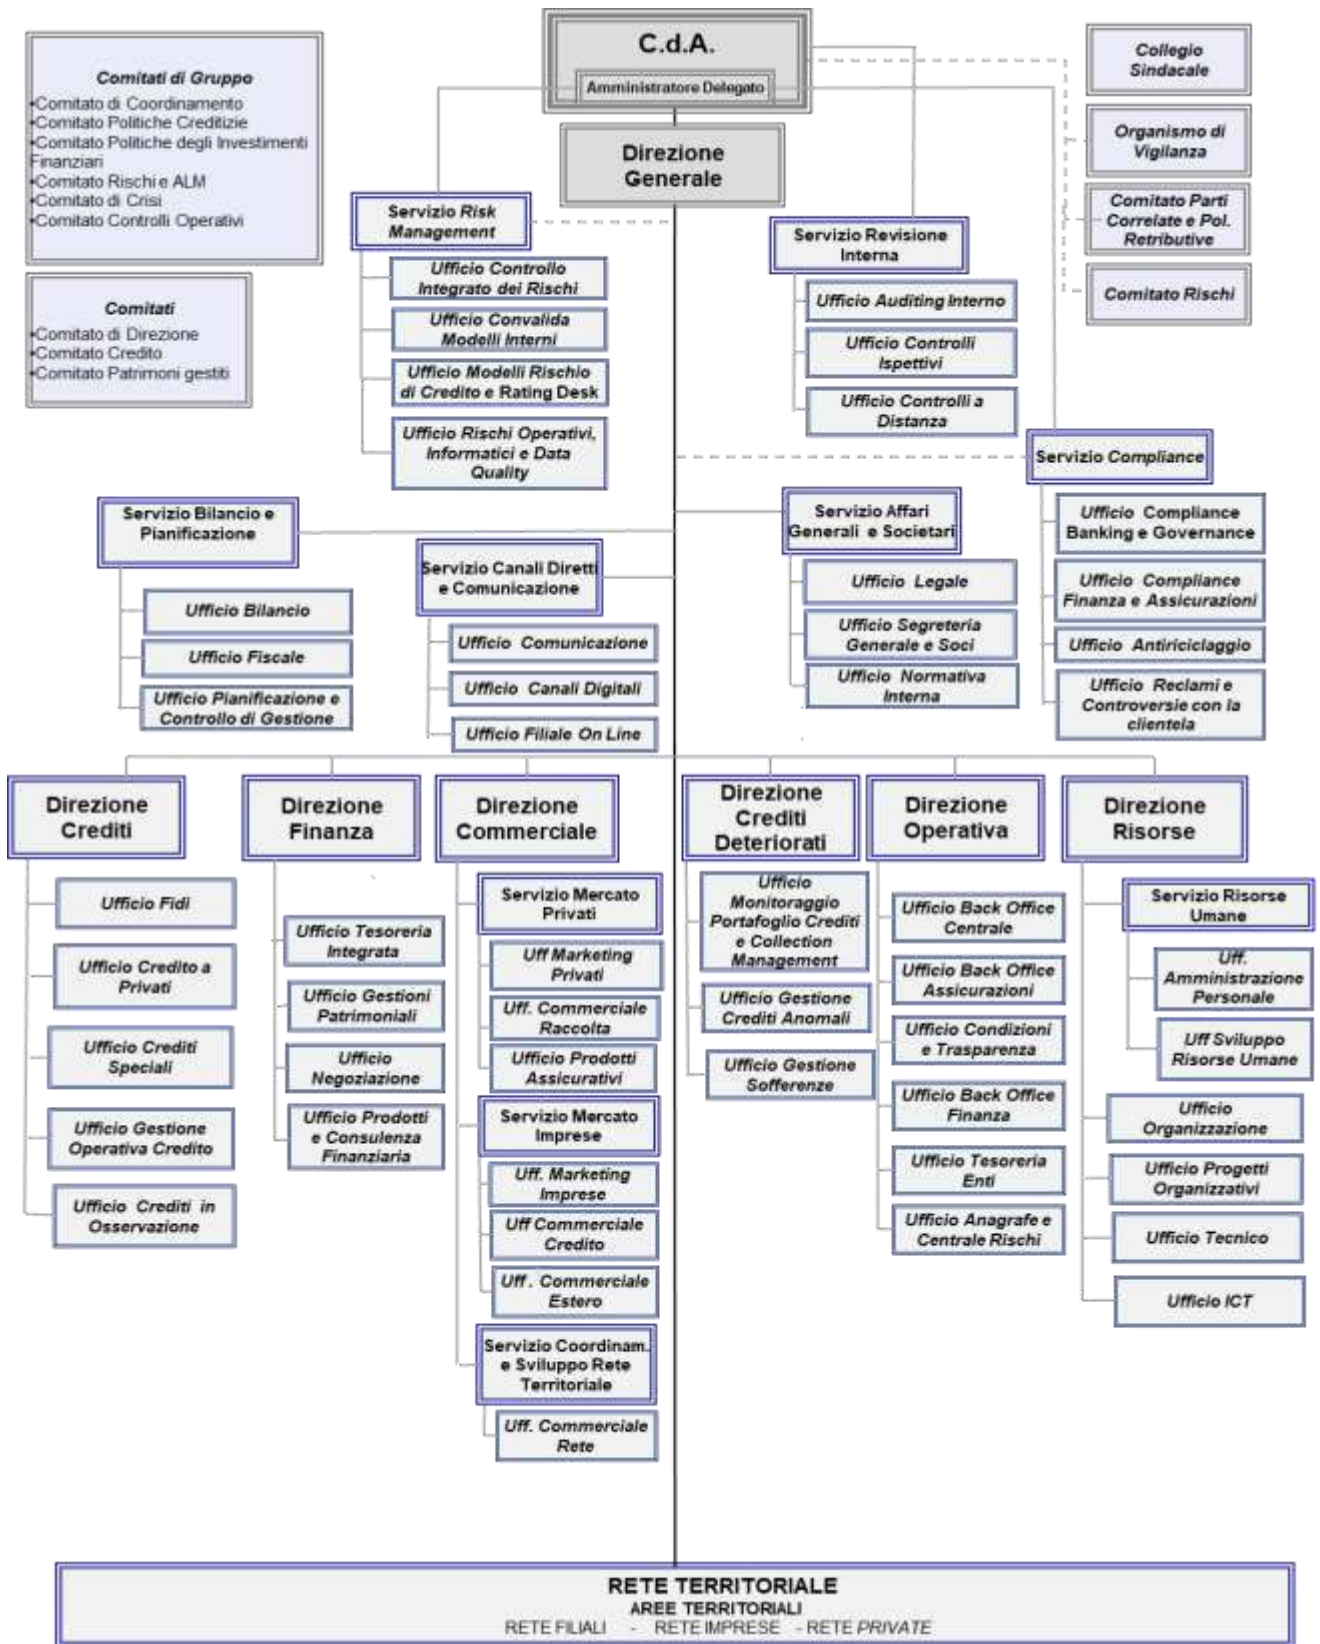 C.d.A.
Amministratore Delegato
Direzione
Generale
Comitati di Gruppo
•Comitato di Coordinamento
•Comitato Politiche Creditizie
•Comitato Politiche degli Investimenti
Finanziari
•Comitato Rischi e ALM
•Comitato di Crisi
•Comitato Controlli Operativi
Comitati
•Comitato di Direzione
•Comitato Credito
•Comitato Patrimoni gestiti
Collegio
Sindacale
Organismo di
Vigilanza
Comitato Parti
Correlate e Pol.
Retributive
Comitato Rischi
Servizio Risk
Management
Ufficio Controllo
Integrato dei Rischi
Ufficio Convalida
Modelli Interni
Ufficio Modelli Rischio
di Credito e Rating Desk
Ufficio Rischi Operativi,
Informatici e Data
Quality
Servizio Revisione
Interna
Ufficio Auditing Interno
Ufficio Controlli
Ispettivi
Ufficio Controlli a
Distanza
Servizio Compliance
Ufficio Compliance
Banking e Governance
Ufficio Compliance
Finanza e Assicurazioni
Ufficio Antiriciclaggio
Ufficio Reclami e
Controversie con la
clientela
Servizio Bilancio e
Pianificazione
Ufficio Bilancio
Ufficio Fiscale
Ufficio Pianificazione e
Controllo di Gestione
Servizio Canali Diretti
e Comunicazione
Ufficio Comunicazione
Ufficio Canali Digitali
Ufficio Filiale On Line
Servizio Affari
Generali e Societari
Ufficio Legale
Ufficio Segreteria
Generale e Soci
Ufficio Normativa
Interna
Direzione
Crediti
Ufficio Fidi
Ufficio Credito a
Privati
Ufficio Crediti
Speciali
Ufficio Gestione
Operativa Credito
Ufficio Crediti in
Osservazione
Direzione
Finanza
Ufficio Tesoreria
Integrata
Ufficio Gestioni
Patrimoniali
Ufficio
Negoziazione
Ufficio Prodotti
e Consulenza
Finanziaria
Direzione
Commerciale
Servizio Mercato
Privati
Uff Marketing
Privati
Uff. Commerciale
Raccolta
Ufficio Prodotti
Assicurativi
Servizio Mercato
Imprese
Uff. Marketing
Imprese
Uff Commerciale
Credito
Uff . Commerciale
Estero
Servizio Coordinam.
e Sviluppo Rete
Territoriale
Uff. Commerciale
Rete
Direzione
Crediti
Deteriorati
Ufficio
Monitoraggio
Portafoglio Crediti
e Collection
Management
Ufficio Gestione
Crediti Anomali
Ufficio Gestione
Sofferenze
Direzione
Operativa
Ufficio Back Office
Centrale
Ufficio Back Office
Assicurazioni
Ufficio Condizioni
e Trasparenza
Ufficio Back Office
Finanza
Ufficio Tesoreria
Enti
Ufficio Anagrafe e
Centrale Rischi
Direzione
Risorse
Servizio Risorse
Umane
Uff.
Amministrazione
Personale
Uff Sviluppo
Risorse Umane
Ufficio
Organizzazione
Ufficio Progetti
Organizzativi
Ufficio Tecnico
Ufficio ICT
RETE TERRITORIALE
AREE TERRITORIALI
RETE FILIALI - RETE IMPRESE - RETE PRIVATE